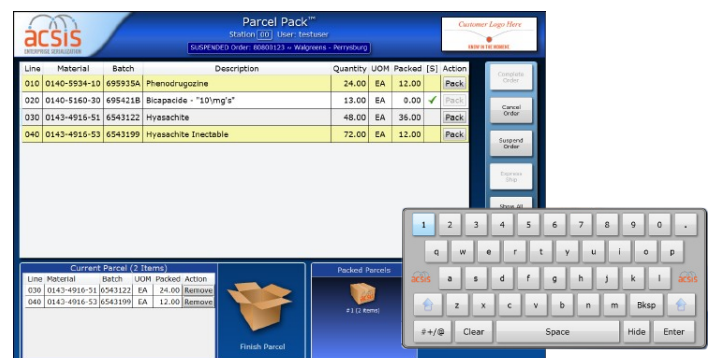 acsis
ENTERPRISE SERIALIZATION
Parcel Pack™
Station [00] User: testuser
SUSPENDED Order: 80800123 ~ Walgreens - Perrysburg
Customer Logo Here
Line Material Batch Description Quantity UOM Packed [S] Action
010 0140-5934-10 695935A Phenodrugozine 24.00 EA 12.00 Pack
020 0140-5160-30 695421B Bicapacide - "10\mg's" 13.00 EA 0.00 ✓ Pack
030 0143-4916-51 6543122 Hyasachite 48.00 EA 36.00 Pack
040 0143-4916-53 6543199 Hyasachite Inectable 72.00 EA 12.00 Pack
Complete
Order
Cancel
Order
Suspend
Order
Express
Ship
Show All
Current Parcel (2 Items)
Line Material Batch UOM Packed Action
030 0143-4916-51 6543122 EA 24.00 Remove
040 0143-4916-53 6543199 EA 12.00 Remove
Finish Parcel
Packed Parcels
#1 (2 items)
1 2 3 4 5 6 7 8 9 0 .
q w e r t y u i o p
acsis a s d f g h j k l acsis
z x c v b n m Bksp
#+/@ Clear Space Hide Enter